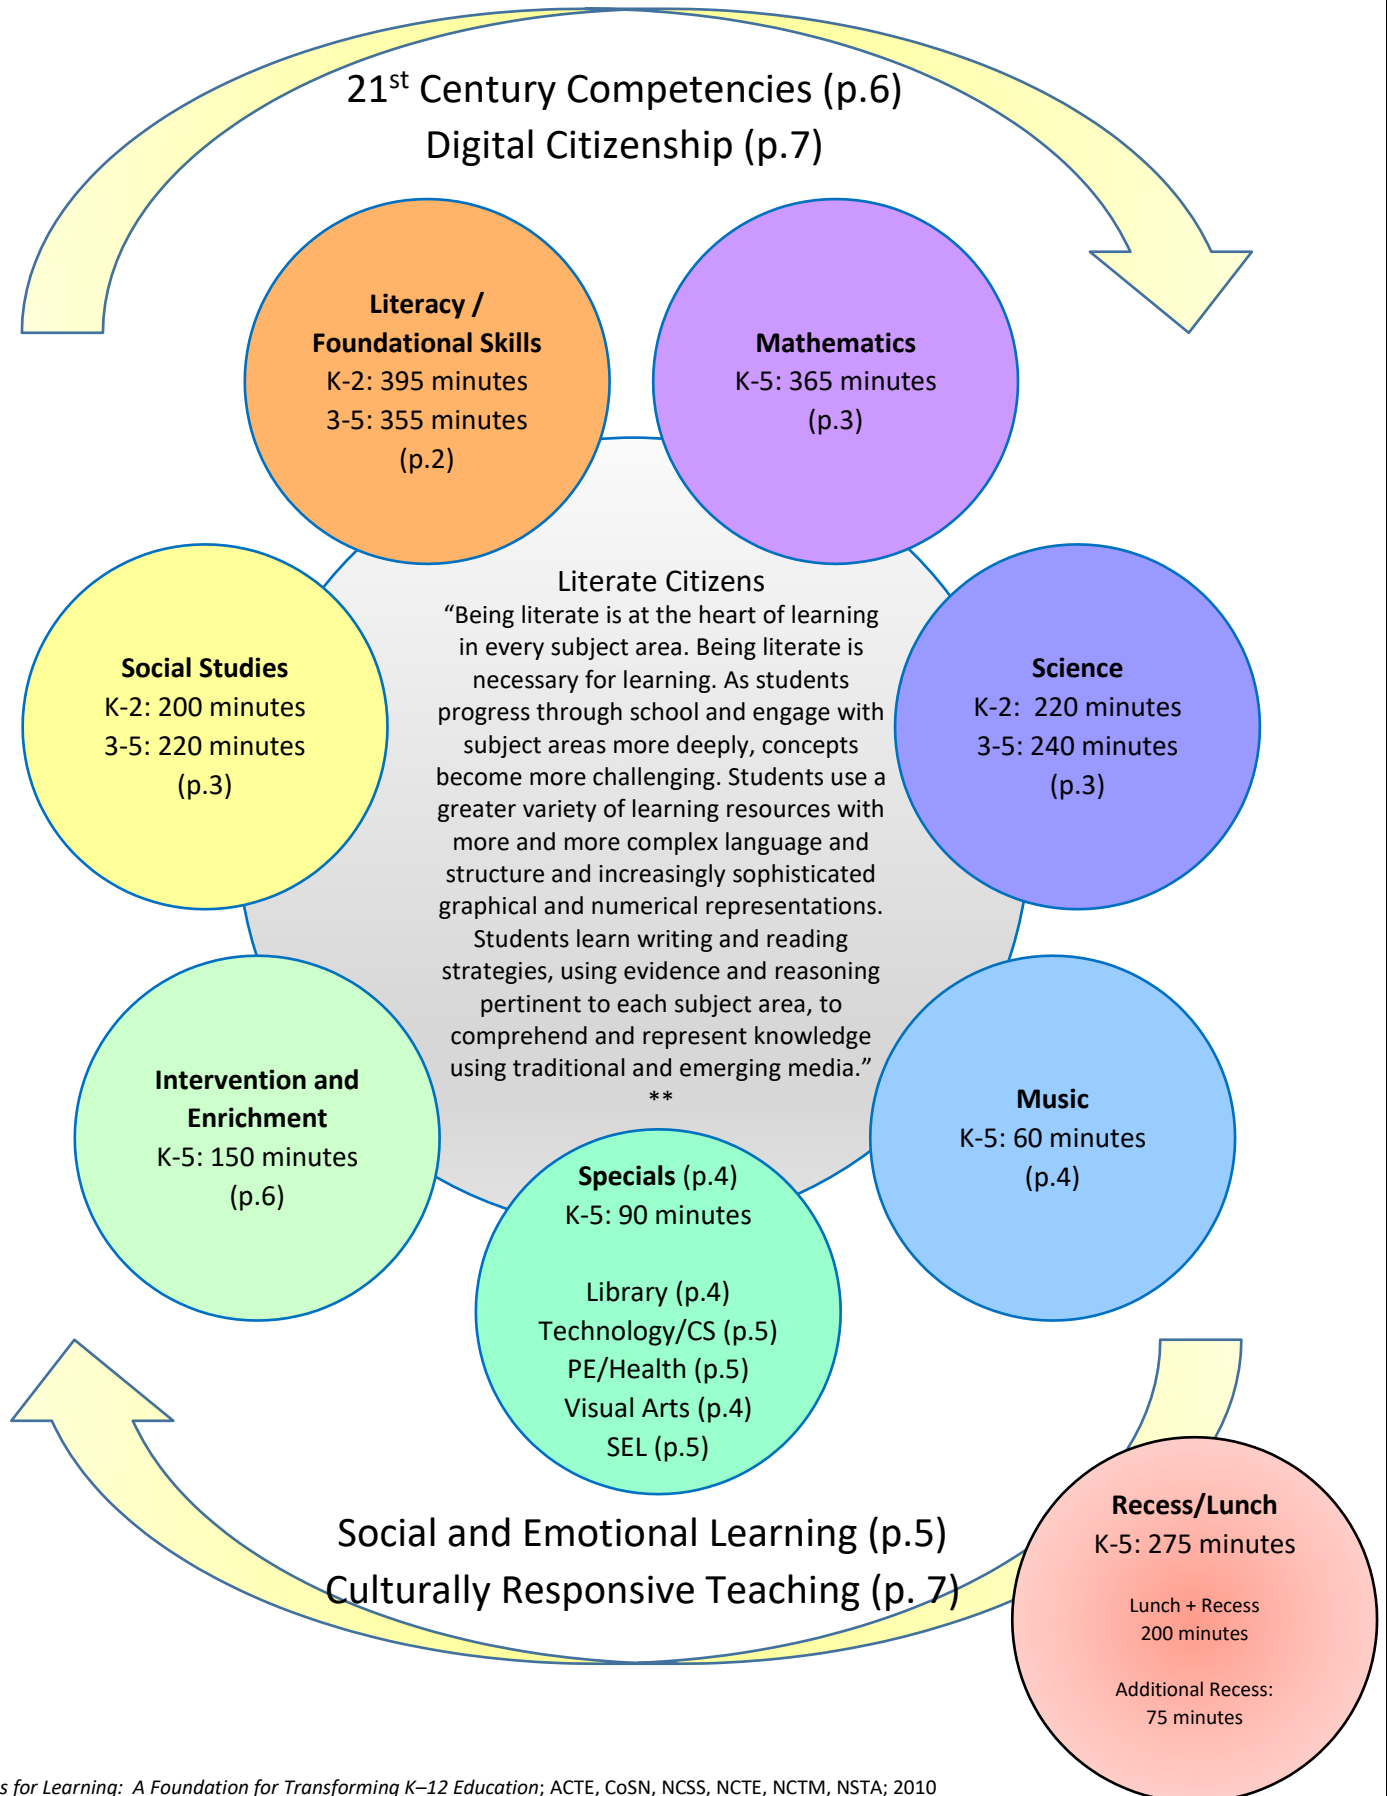 21st Century Competencies (p.6)
Digital Citizenship (p.7)
Literacy /
Foundational Skills
K-2: 395 minutes
3-5: 355 minutes
(p.2)
Mathematics
K-5: 365 minutes
(p.3)
Social Studies
K-2: 200 minutes
3-5: 220 minutes
(p.3)
Literate Citizens
“Being literate is at the heart of learning
in every subject area. Being literate is
necessary for learning. As students
progress through school and engage with
subject areas more deeply, concepts
become more challenging. Students use a
greater variety of learning resources with
more and more complex language and
structure and increasingly sophisticated
graphical and numerical representations.
Students learn writing and reading
strategies, using evidence and reasoning
pertinent to each subject area, to
comprehend and represent knowledge
using traditional and emerging media.”
**
Science
K-2: 220 minutes
3-5: 240 minutes
(p.3)
Intervention and
Enrichment
K-5: 150 minutes
(p.6)
Music
K-5: 60 minutes
(p.4)
Specials (p.4)
K-5: 90 minutes
Library (p.4)
Technology/CS (p.5)
PE/Health (p.5)
Visual Arts (p.4)
SEL (p.5)
Social and Emotional Learning (p.5)
Culturally Responsive Teaching (p. 7)
Recess/Lunch
K-5: 275 minutes
Lunch + Recess
200 minutes
Additional Recess:
75 minutes
for Learning: A Foundation for Transforming K–12 Education; ACTE, CoSN, NCSS, NCTE, NCTM, NSTA; 2010